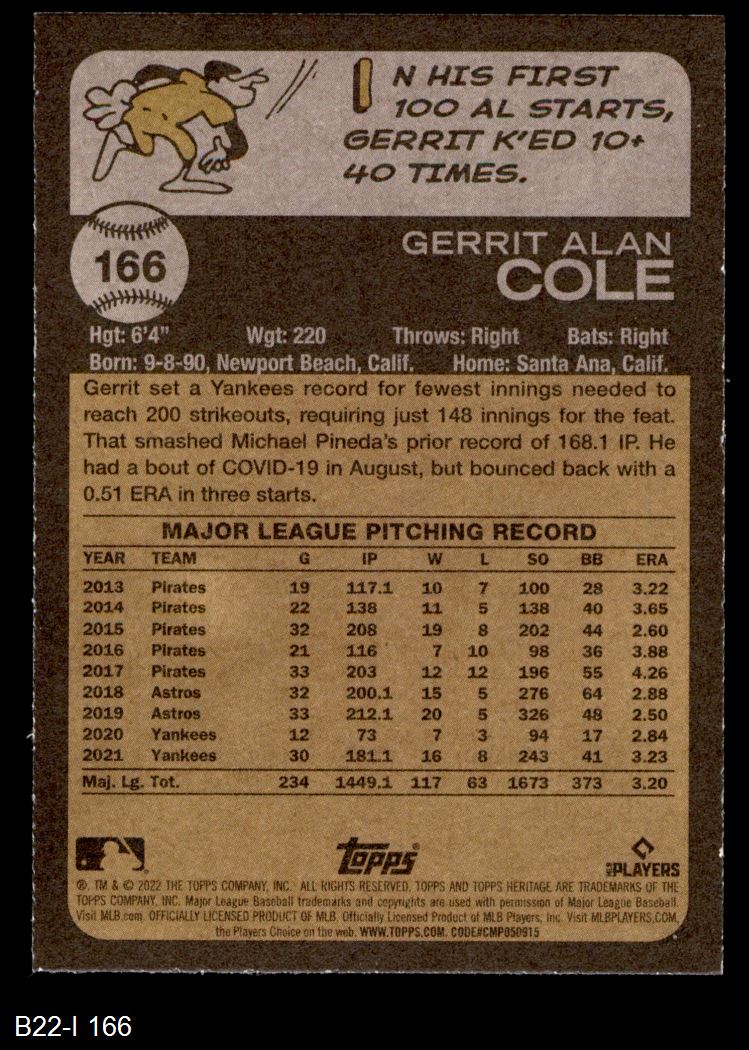 IN HIS FIRST
100 AL STARTS,
GERRIT K'ED 10+
40 TIMES.
166
GERRIT ALAN
COLE
Hgt: 6'4" Wgt: 220 Throws: Right Bats: Right
Born: 9-8-90, Newport Beach, Calif. Home: Santa Ana, Calif.
Gerrit set a Yankees record for fewest innings needed to
reach 200 strikeouts, requiring just 148 innings for the feat.
That smashed Michael Pineda's prior record of 168.1 IP. He
had a bout of COVID-19 in August, but bounced back with a
0.51 ERA in three starts.
MAJOR LEAGUE PITCHING RECORD
YEAR TEAM G IP W L SO BB ERA
2013 Pirates 19 117.1 10 7 100 28 3.22
2014 Pirates 22 138 11 5 138 40 3.65
2015 Pirates 32 208 19 8 202 44 2.60
2016 Pirates 21 116 7 10 98 36 3.88
2017 Pirates 33 203 12 12 196 55 4.26
2018 Astros 32 200.1 15 5 276 64 2.88
2019 Astros 33 212.1 20 5 326 48 2.50
2020 Yankees 12 73 7 3 94 17 2.84
2021 Yankees 30 181.1 16 8 243 41 3.23
Maj. Lg. Tot. 234 1449.1 117 63 1673 373 3.20
Topps
PLAYERS
®, TM & © 2022 THE TOPPS COMPANY, INC. ALL RIGHTS RESERVED. TOPPS AND TOPPS HERITAGE ARE TRADEMARKS OF THE
TOPPS COMPANY, INC. Major League Baseball trademarks and copyrights are used with permission of Major League Baseball.
Visit MLB.com. OFFICIALLY LICENSED PRODUCT OF MLB Players, Inc. Visit MLBPLAYERS.COM,
the Players Choice on the web. WWW.TOPPS.COM. CODE#CMP050915
B22-I 166